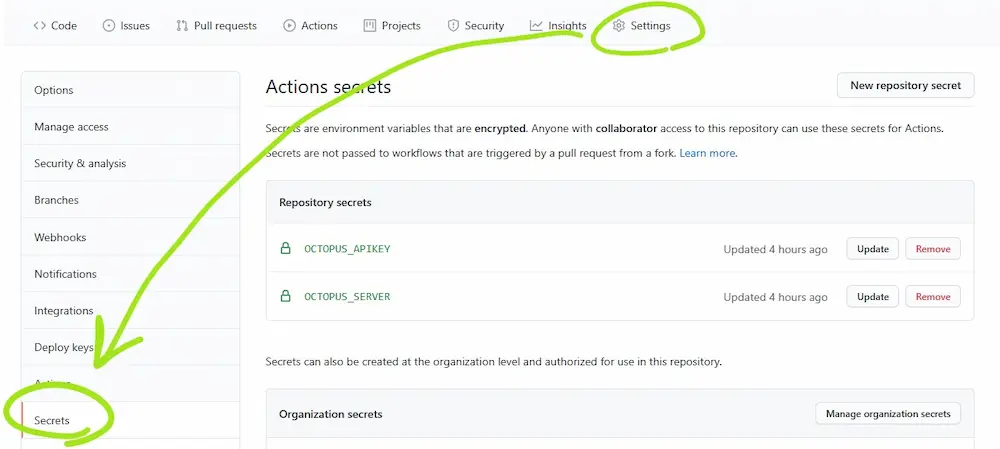 Code Issues Pull requests Actions Projects Security Insights Settings
Options
Manage access
Security & analysis
Branches
Webhooks
Notifications
Integrations
Deploy keys
Actions
Secrets
Actions secrets
New repository secret
Secrets are environment variables that are encrypted. Anyone with collaborator access to this repository can use these secrets for Actions.
Secrets are not passed to workflows that are triggered by a pull request from a fork. Learn more.
Repository secrets
OCTOPUS_APIKEY Updated 4 hours ago Update Remove
OCTOPUS_SERVER Updated 4 hours ago Update Remove
Secrets can also be created at the organization level and authorized for use in this repository.
Organization secrets Manage organization secrets